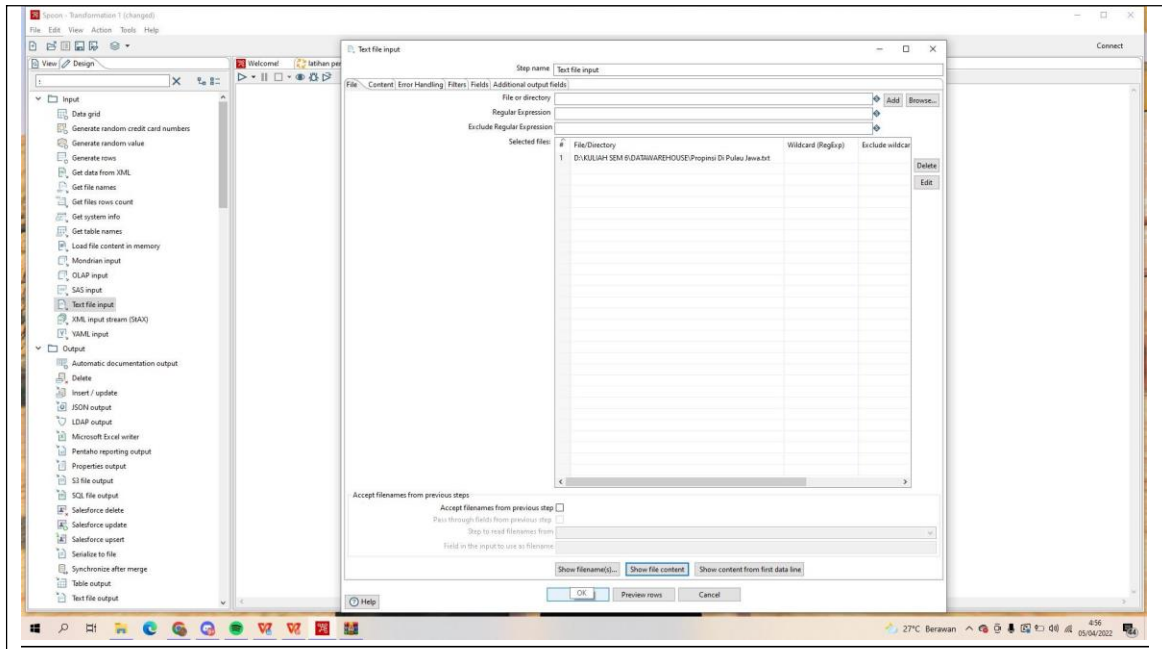 Spoon - Transformation 1 (changed)
File Edit View Action Tools Help
Connect
View Design
Welcome! latihan per
Input
Data grid
Generate random credit card numbers
Generate random value
Generate rows
Get data from XML
Get file names
Get files rows count
Get system info
Get table names
Load file content in memory
Mondrian input
OLAP input
SAS input
Text file input
XML input stream (StAX)
YAML input
Output
Automatic documentation output
Delete
Insert / update
JSON output
LDAP output
Microsoft Excel writer
Pentaho reporting output
Properties output
S3 file output
SQL file output
Salesforce delete
Salesforce update
Salesforce upsert
Serialize to file
Synchronize after merge
Table output
Text file output
Text file input
Step name Text file input
File Content Error Handling Filters Fields Additional output fields
File or directory Add Browse...
Regular Expression
Exclude Regular Expression
Selected files: # File/Directory Wildcard (RegExp) Exclude wildcar
1 D:\KULIAH SEM 6\DATAWAREHOUSE\Propinsi Di Pulau Jawa.txt
Delete
Edit
Accept filenames from previous steps
Accept filenames from previous step
Pass through fields from previous step
Step to read filenames from
Field in the input to use as filename
Show filename(s)... Show file content Show content from first data line
Help OK Preview rows Cancel
27°C Berawan 4:56
05/04/2022